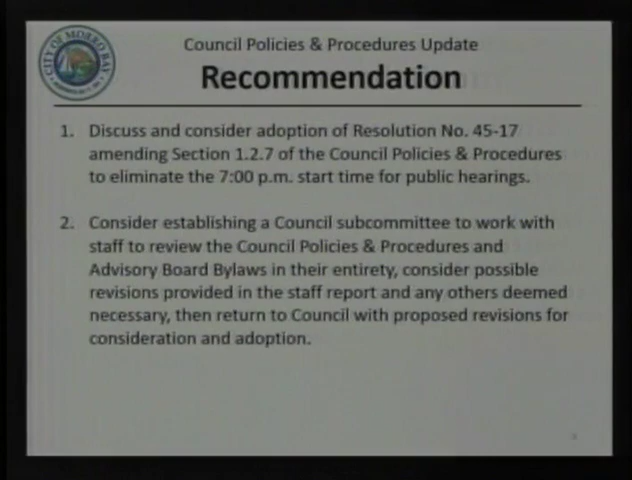 CITY OF MORRO BAY
Council Policies & Procedures Update
Recommendation
1. Discuss and consider adoption of Resolution No. 45-17
amending Section 1.2.7 of the Council Policies & Procedures
to eliminate the 7:00 p.m. start time for public hearings.
2. Consider establishing a Council subcommittee to work with
staff to review the Council Policies & Procedures and
Advisory Board Bylaws in their entirety, consider possible
revisions provided in the staff report and any others deemed
necessary, then return to Council with proposed revisions for
consideration and adoption.